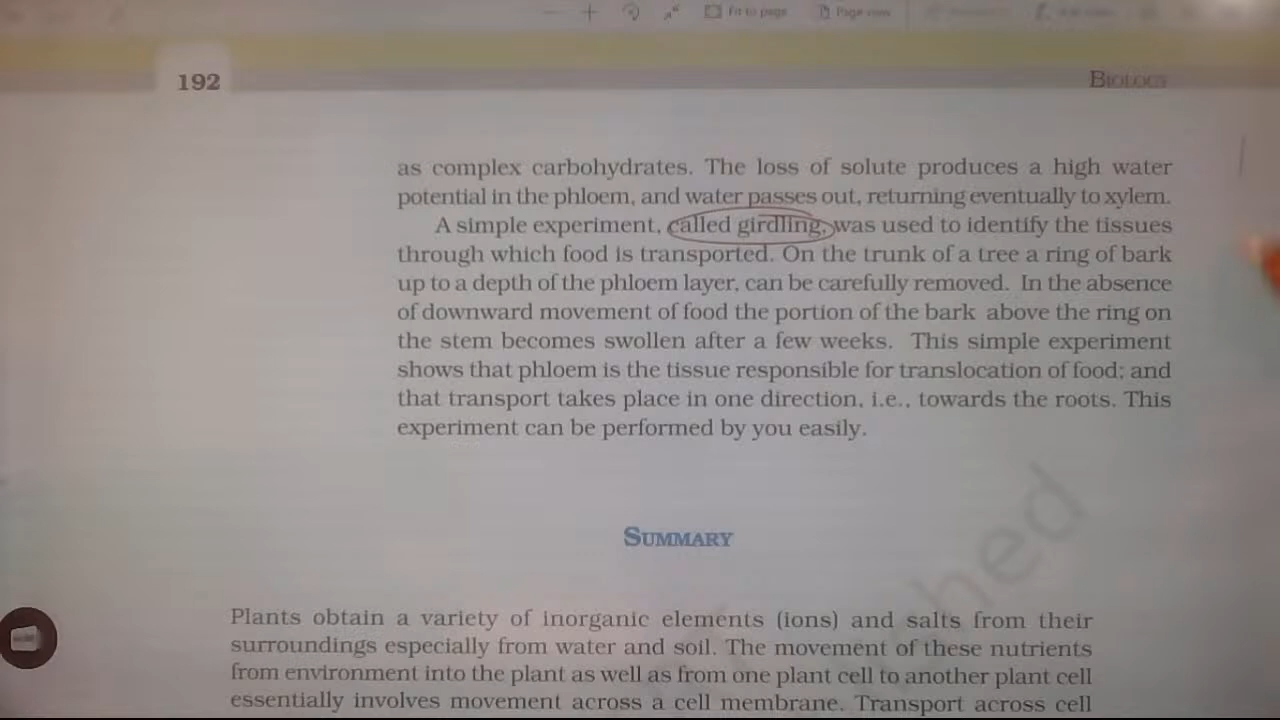 Fit to page
Page view
192
Biology
as complex carbohydrates. The loss of solute produces a high water
potential in the phloem, and water passes out, returning eventually to xylem.
A simple experiment, called girdling, was used to identify the tissues
through which food is transported. On the trunk of a tree a ring of bark
up to a depth of the phloem layer, can be carefully removed. In the absence
of downward movement of food the portion of the bark above the ring on
the stem becomes swollen after a few weeks. This simple experiment
shows that phloem is the tissue responsible for translocation of food; and
that transport takes place in one direction, i.e., towards the roots. This
experiment can be performed by you easily.
Summary
Plants obtain a variety of inorganic elements (ions) and salts from their
surroundings especially from water and soil. The movement of these nutrients
from environment into the plant as well as from one plant cell to another plant cell
essentially involves movement across a cell membrane. Transport across cell